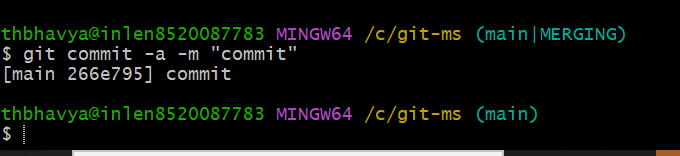 thbhavya@inlen8520087783 MINGW64 /c/git-ms (main|MERGING)
$ git commit -a -m "commit"
[main 266e795] commit
thbhavya@inlen8520087783 MINGW64 /c/git-ms (main)
$